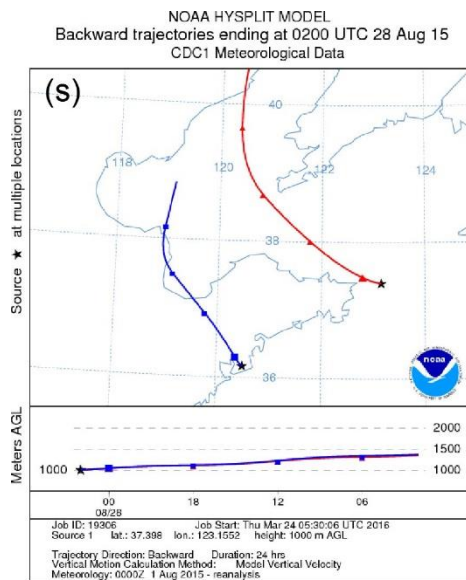 NOAA HYSPLIT MODEL
Backward trajectories ending at 0200 UTC 28 Aug 15
CDC1 Meteorological Data
(s)
40
118
120
122
124
38
36
Source ★ at multiple locations
noaa
Meters AGL
2000
1500
1000
1000
00
18
12
06
08/28
Job ID: 19306 Job Start: Thu Mar 24 05:30:06 UTC 2016
Source 1 lat.: 37.398 lon.: 123.1552 height: 1000 m AGL
Trajectory Direction: Backward Duration: 24 hrs
Vertical Motion Calculation Method: Model Vertical Velocity
Meteorology: 0000Z 1 Aug 2015 - reanalysis